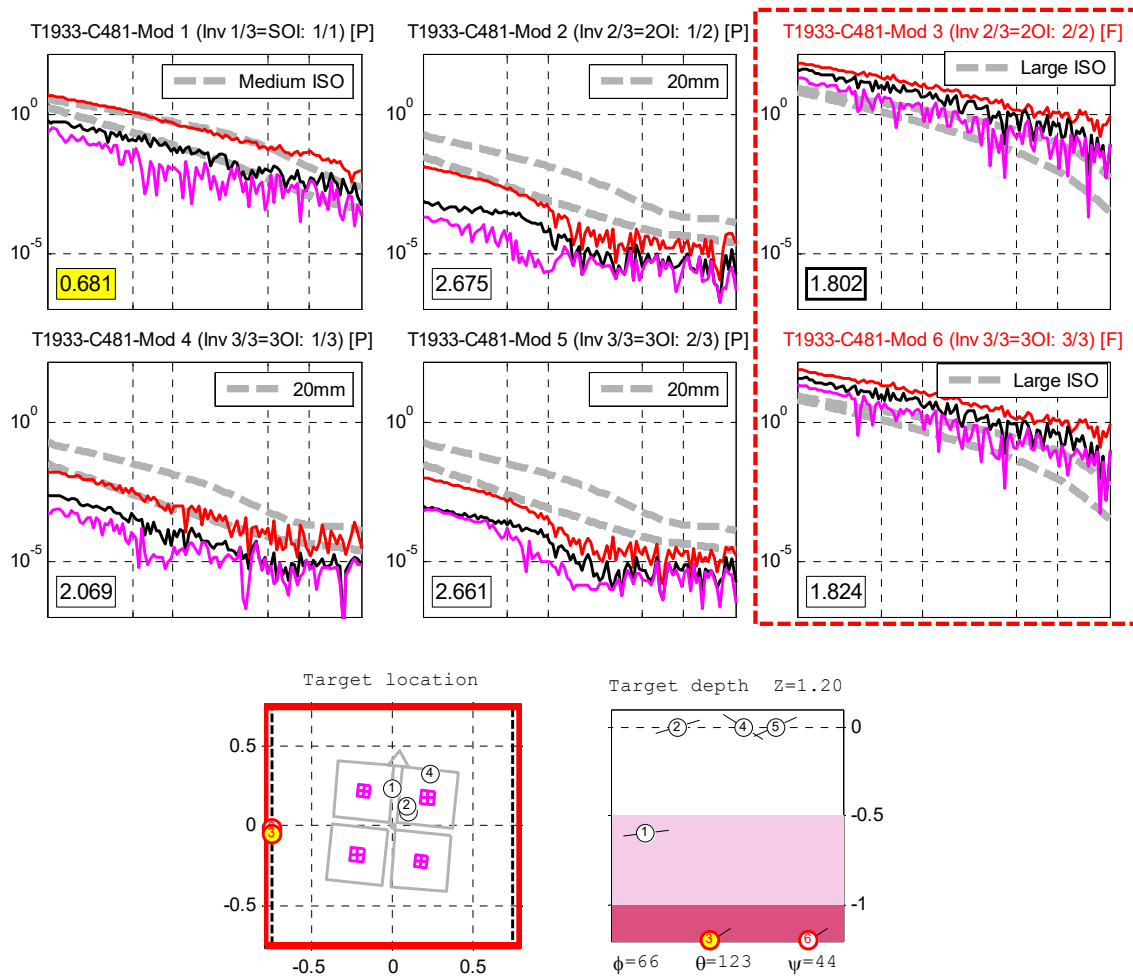 T1933-C481-Mod 1 (Inv 1/3=SOI: 1/1) [P]
T1933-C481-Mod 2 (Inv 2/3=2OI: 1/2) [P]
T1933-C481-Mod 3 (Inv 2/3=2OI: 2/2) [F]
Medium ISO
20mm
Large ISO
10^0
10^0
10^0
10^-5
10^-5
10^-5
0.681
2.675
1.802
T1933-C481-Mod 4 (Inv 3/3=3OI: 1/3) [P]
T1933-C481-Mod 5 (Inv 3/3=3OI: 2/3) [P]
T1933-C481-Mod 6 (Inv 3/3=3OI: 3/3) [F]
20mm
20mm
Large ISO
10^0
10^0
10^0
10^-5
10^-5
10^-5
2.069
2.661
1.824
Target location
0.5
0
-0.5
-0.5
0
0.5
1
2
4
3
Target depth Z=1.20
0
-0.5
-1
2
4
5
1
3
6
ϕ=66
θ=123
ψ=44